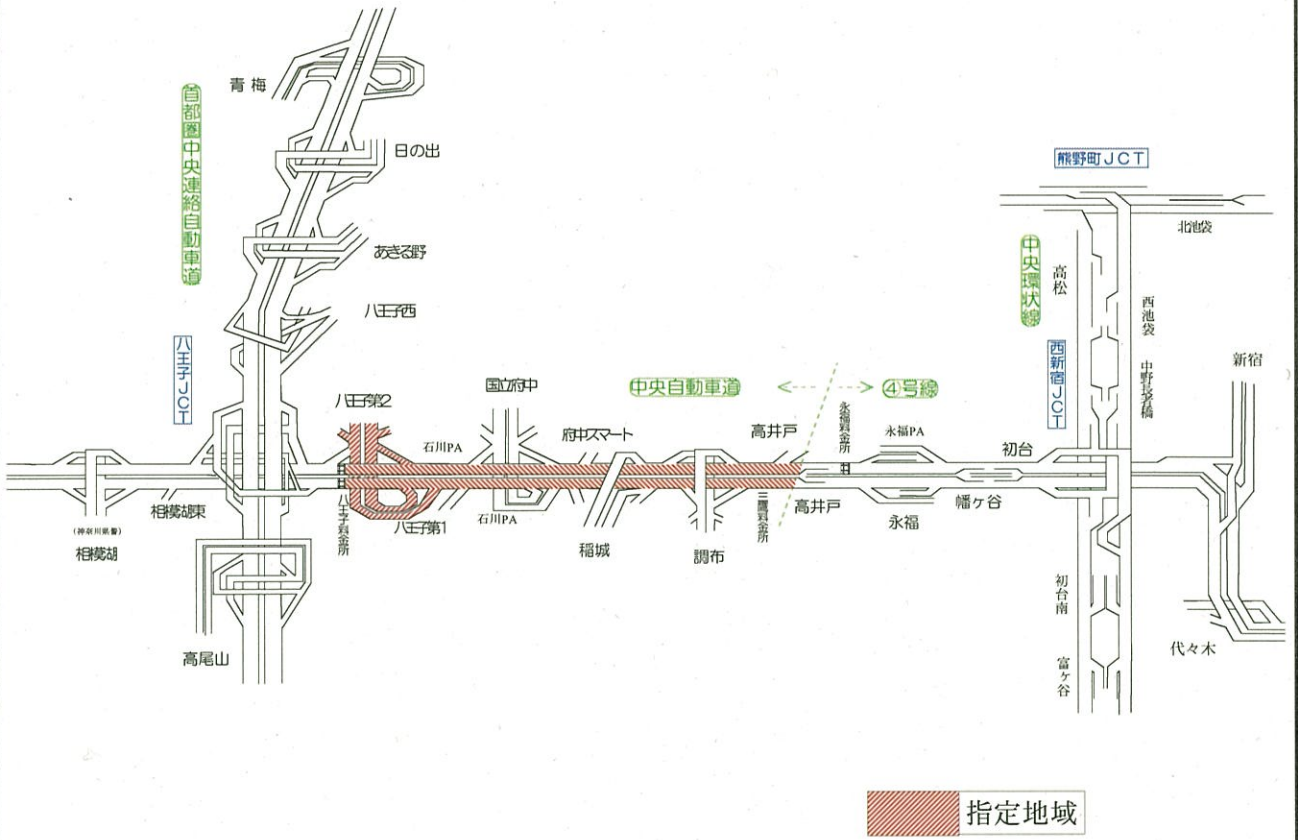 青梅
首都圏中央連絡自動車道
日の出
熊野町JCT
北池袋
あきる野
中央環状線
高松
八王子西
西池袋
八王子JCT
西新宿JCT
中野長者橋
新宿
八王子第2
国立府中
中央自動車道
④号線
石川PA
府中スマート
高井戸
永福料金所
永福PA
初台
相模湖東
八王子料金所
八王子第1
石川PA
三鷹料金所
高井戸
永福
幡ヶ谷
(神奈川県警)
相模湖
稲城
調布
初台南
高尾山
富ヶ谷
代々木
指定地域